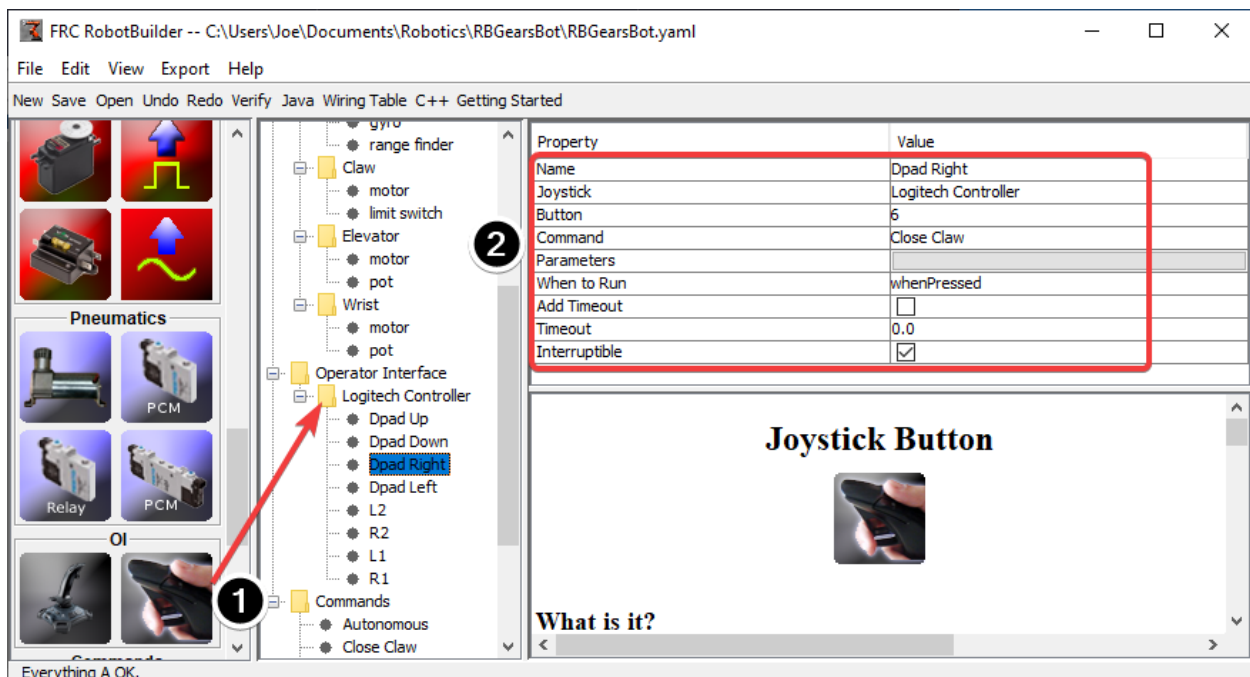 FRC RobotBuilder -- C:\Users\Joe\Documents\Robotics\RBGearsBot\RBGearsBot.yaml
File Edit View Export Help
New Save Open Undo Redo Verify Java Wiring Table C++ Getting Started
Pneumatics
PCM
Relay
PCM
OI
1
gyro
range finder
Claw
motor
limit switch
Elevator
motor
pot
Wrist
motor
pot
Operator Interface
Logitech Controller
Dpad Up
Dpad Down
Dpad Right
Dpad Left
L2
R2
L1
R1
Commands
Autonomous
Close Claw
2
Property Value
Name Dpad Right
Joystick Logitech Controller
Button 6
Command Close Claw
Parameters
When to Run whenPressed
Add Timeout
Timeout 0.0
Interruptible
Joystick Button
What is it?
Everything A OK.